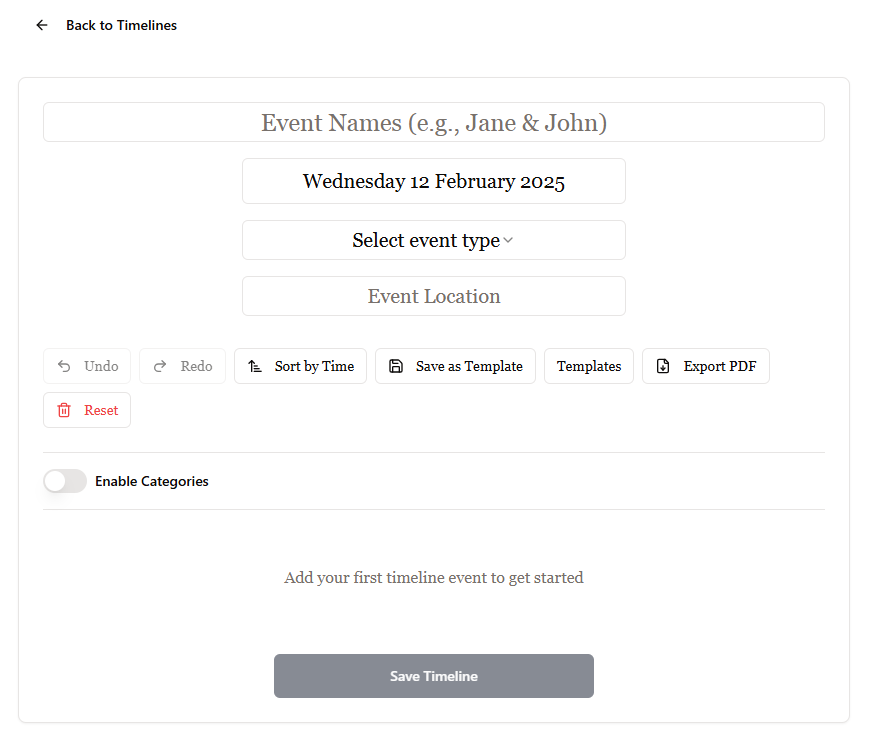 Back to Timelines
Event Names (e.g., Jane & John)
Wednesday 12 February 2025
Select event type
Event Location
Undo Redo Sort by Time Save as Template Templates Export PDF
Reset
Enable Categories
Add your first timeline event to get started
Save Timeline